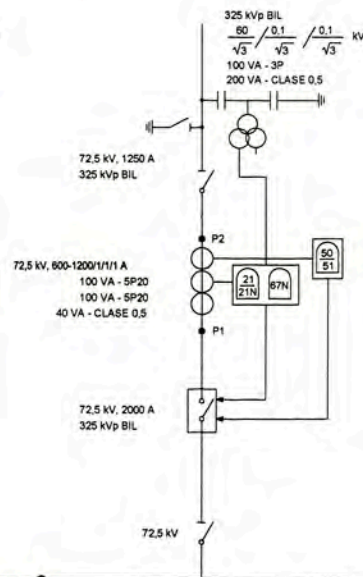 325 kVp BIL
60/√3 / 0,1/√3 / 0,1/√3 kV
100 VA - 3P
200 VA - CLASE 0,5
72,5 kV, 1250 A
325 kVp BIL
P2
50
51
72,5 kV, 600-1200/1/1/1 A
100 VA - 5P20
100 VA - 5P20
40 VA - CLASE 0,5
21
21N
67N
P1
72,5 kV, 2000 A
325 kVp BIL
72,5 kV